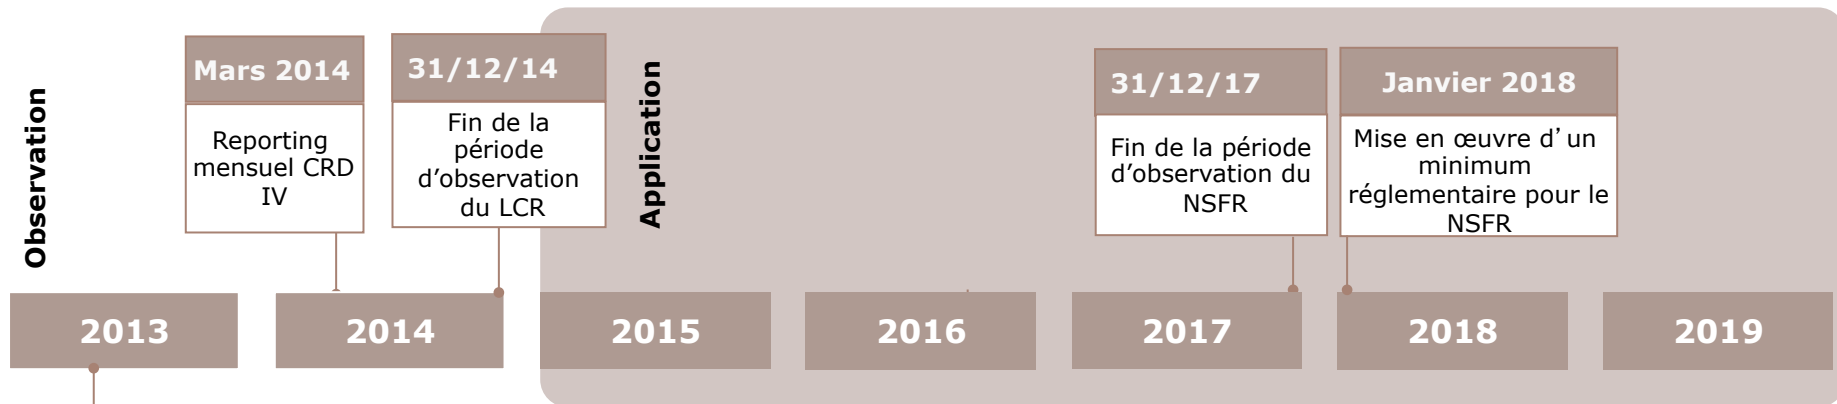 Observation
Mars 2014
Reporting
mensuel CRD
IV
31/12/14
Fin de la
période
d’observation
du LCR
Application
31/12/17
Fin de la période
d’observation du
NSFR
Janvier 2018
Mise en œuvre d’ un
minimum
réglementaire pour le
NSFR
2013
2014
2015
2016
2017
2018
2019